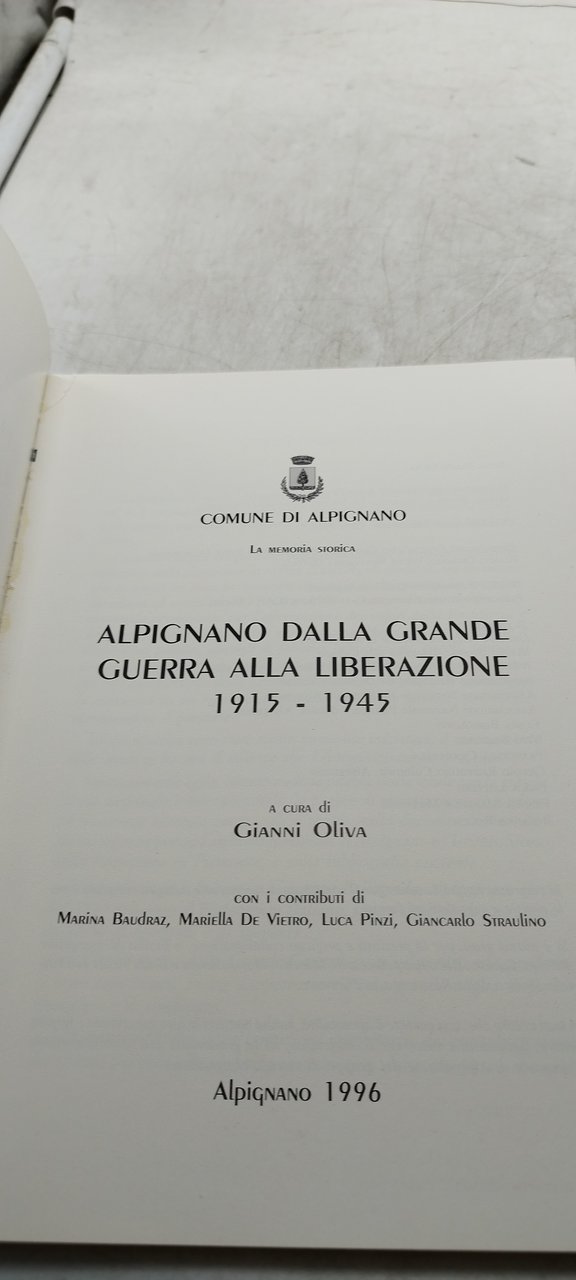 COMUNE DI ALPIGNANO
LA MEMORIA STORICA
ALPIGNANO DALLA GRANDE
GUERRA ALLA LIBERAZIONE
1915 - 1945
A CURA di
GIANNI OLIVA
CON I CONTRIBUTI di
MARINA BAUDRAZ, MARIELLA DE VIETRO, LUCA PINZI, GIANCARLO STRAULINO
ALPIGNANO 1996